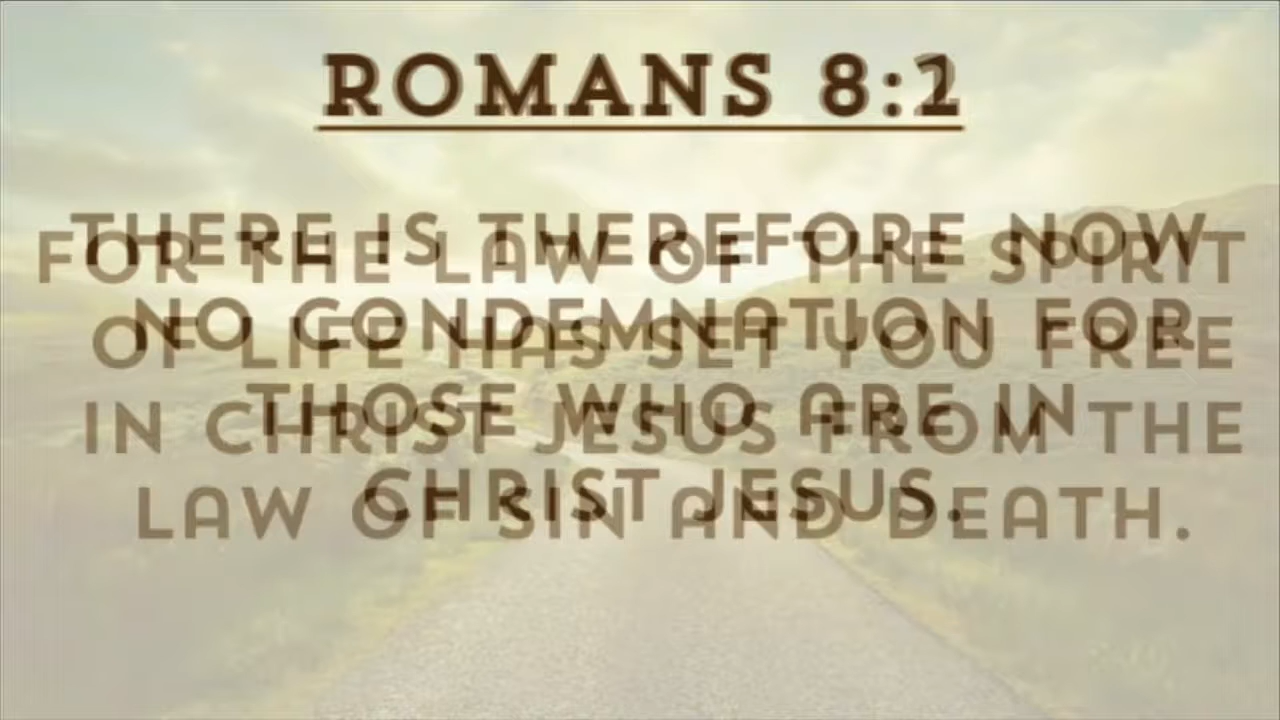 ROMANS 8:2
THERE IS THEREFORE NOW
FOR THE LAW OF THE SPIRIT
NO CONDEMNATION FOR
OF LIFE HAS SET YOU FREE
THOSE WHO ARE IN
IN CHRIST JESUS FROM THE
CHRIST JESUS.
LAW OF SIN AND DEATH.